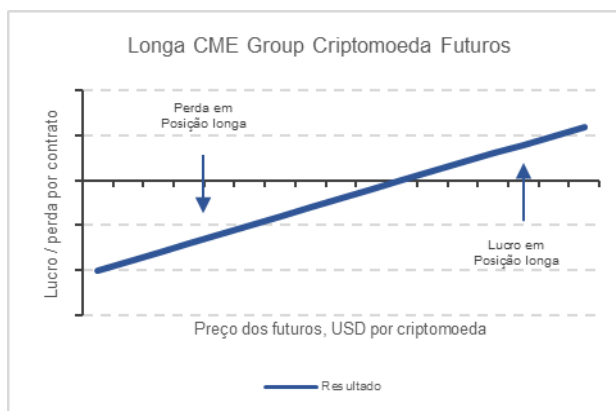 Longa CME Group Criptomoeda Futuros
Lucro / perda por contrato
Perda em
Posição longa
Lucro em
Posição longa
Preço dos futuros, USD por criptomoeda
Resultado